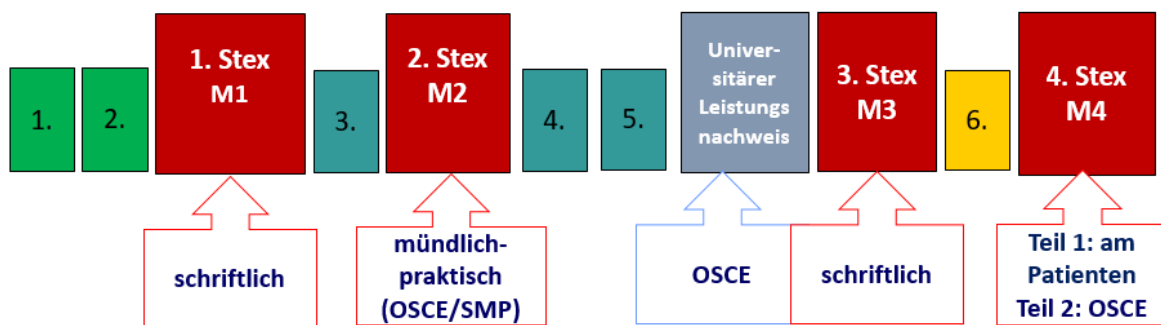 1.
2.
1. Stex
M1
3.
2. Stex
M2
4.
5.
Univer-
sitärer
Leistungs
nachweis
3. Stex
M3
6.
4. Stex
M4
schriftlich
mündlich-
praktisch
(OSCE/SMP)
OSCE
schriftlich
Teil 1: am
Patienten
Teil 2: OSCE